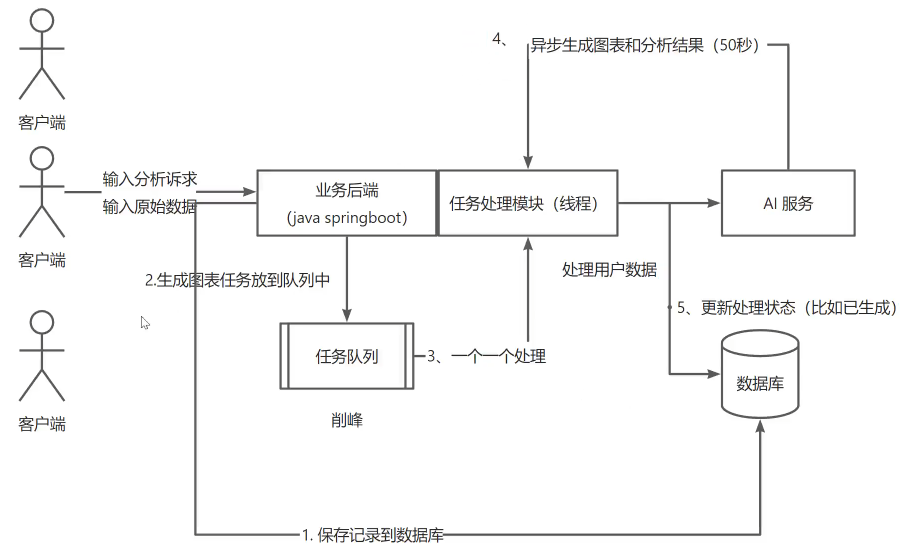 4、 异步生成图表和分析结果（50秒）
客户端
输入分析诉求
输入原始数据
客户端
业务后端
（java springboot）
任务处理模块（线程）
AI 服务
处理用户数据
2.生成图表任务放到队列中
5、更新处理状态（比如已生成）
任务队列
3、一个一个处理
数据库
削峰
客户端
1. 保存记录到数据库